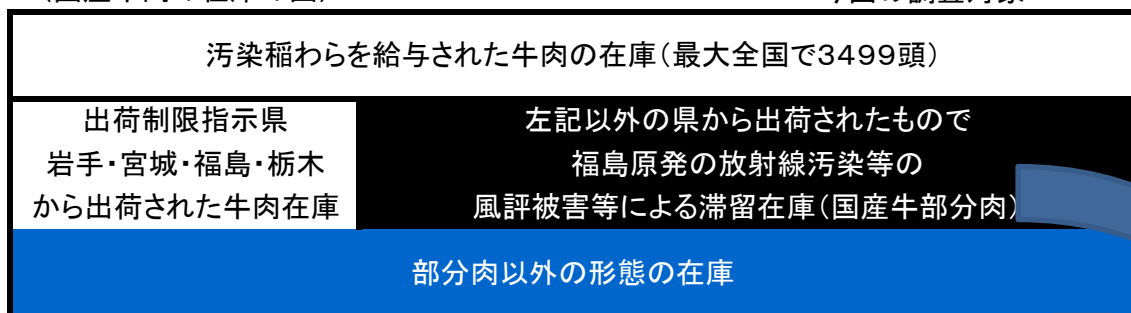 汚染稲わらを給与された牛肉の在庫（最大全国で3499頭）
出荷制限指示県
岩手・宮城・福島・栃木
から出荷された牛肉在庫
左記以外の県から出荷されたもので
福島原発の放射線汚染等の
風評被害等による滞留在庫（国産牛部分肉）
部分肉以外の形態の在庫